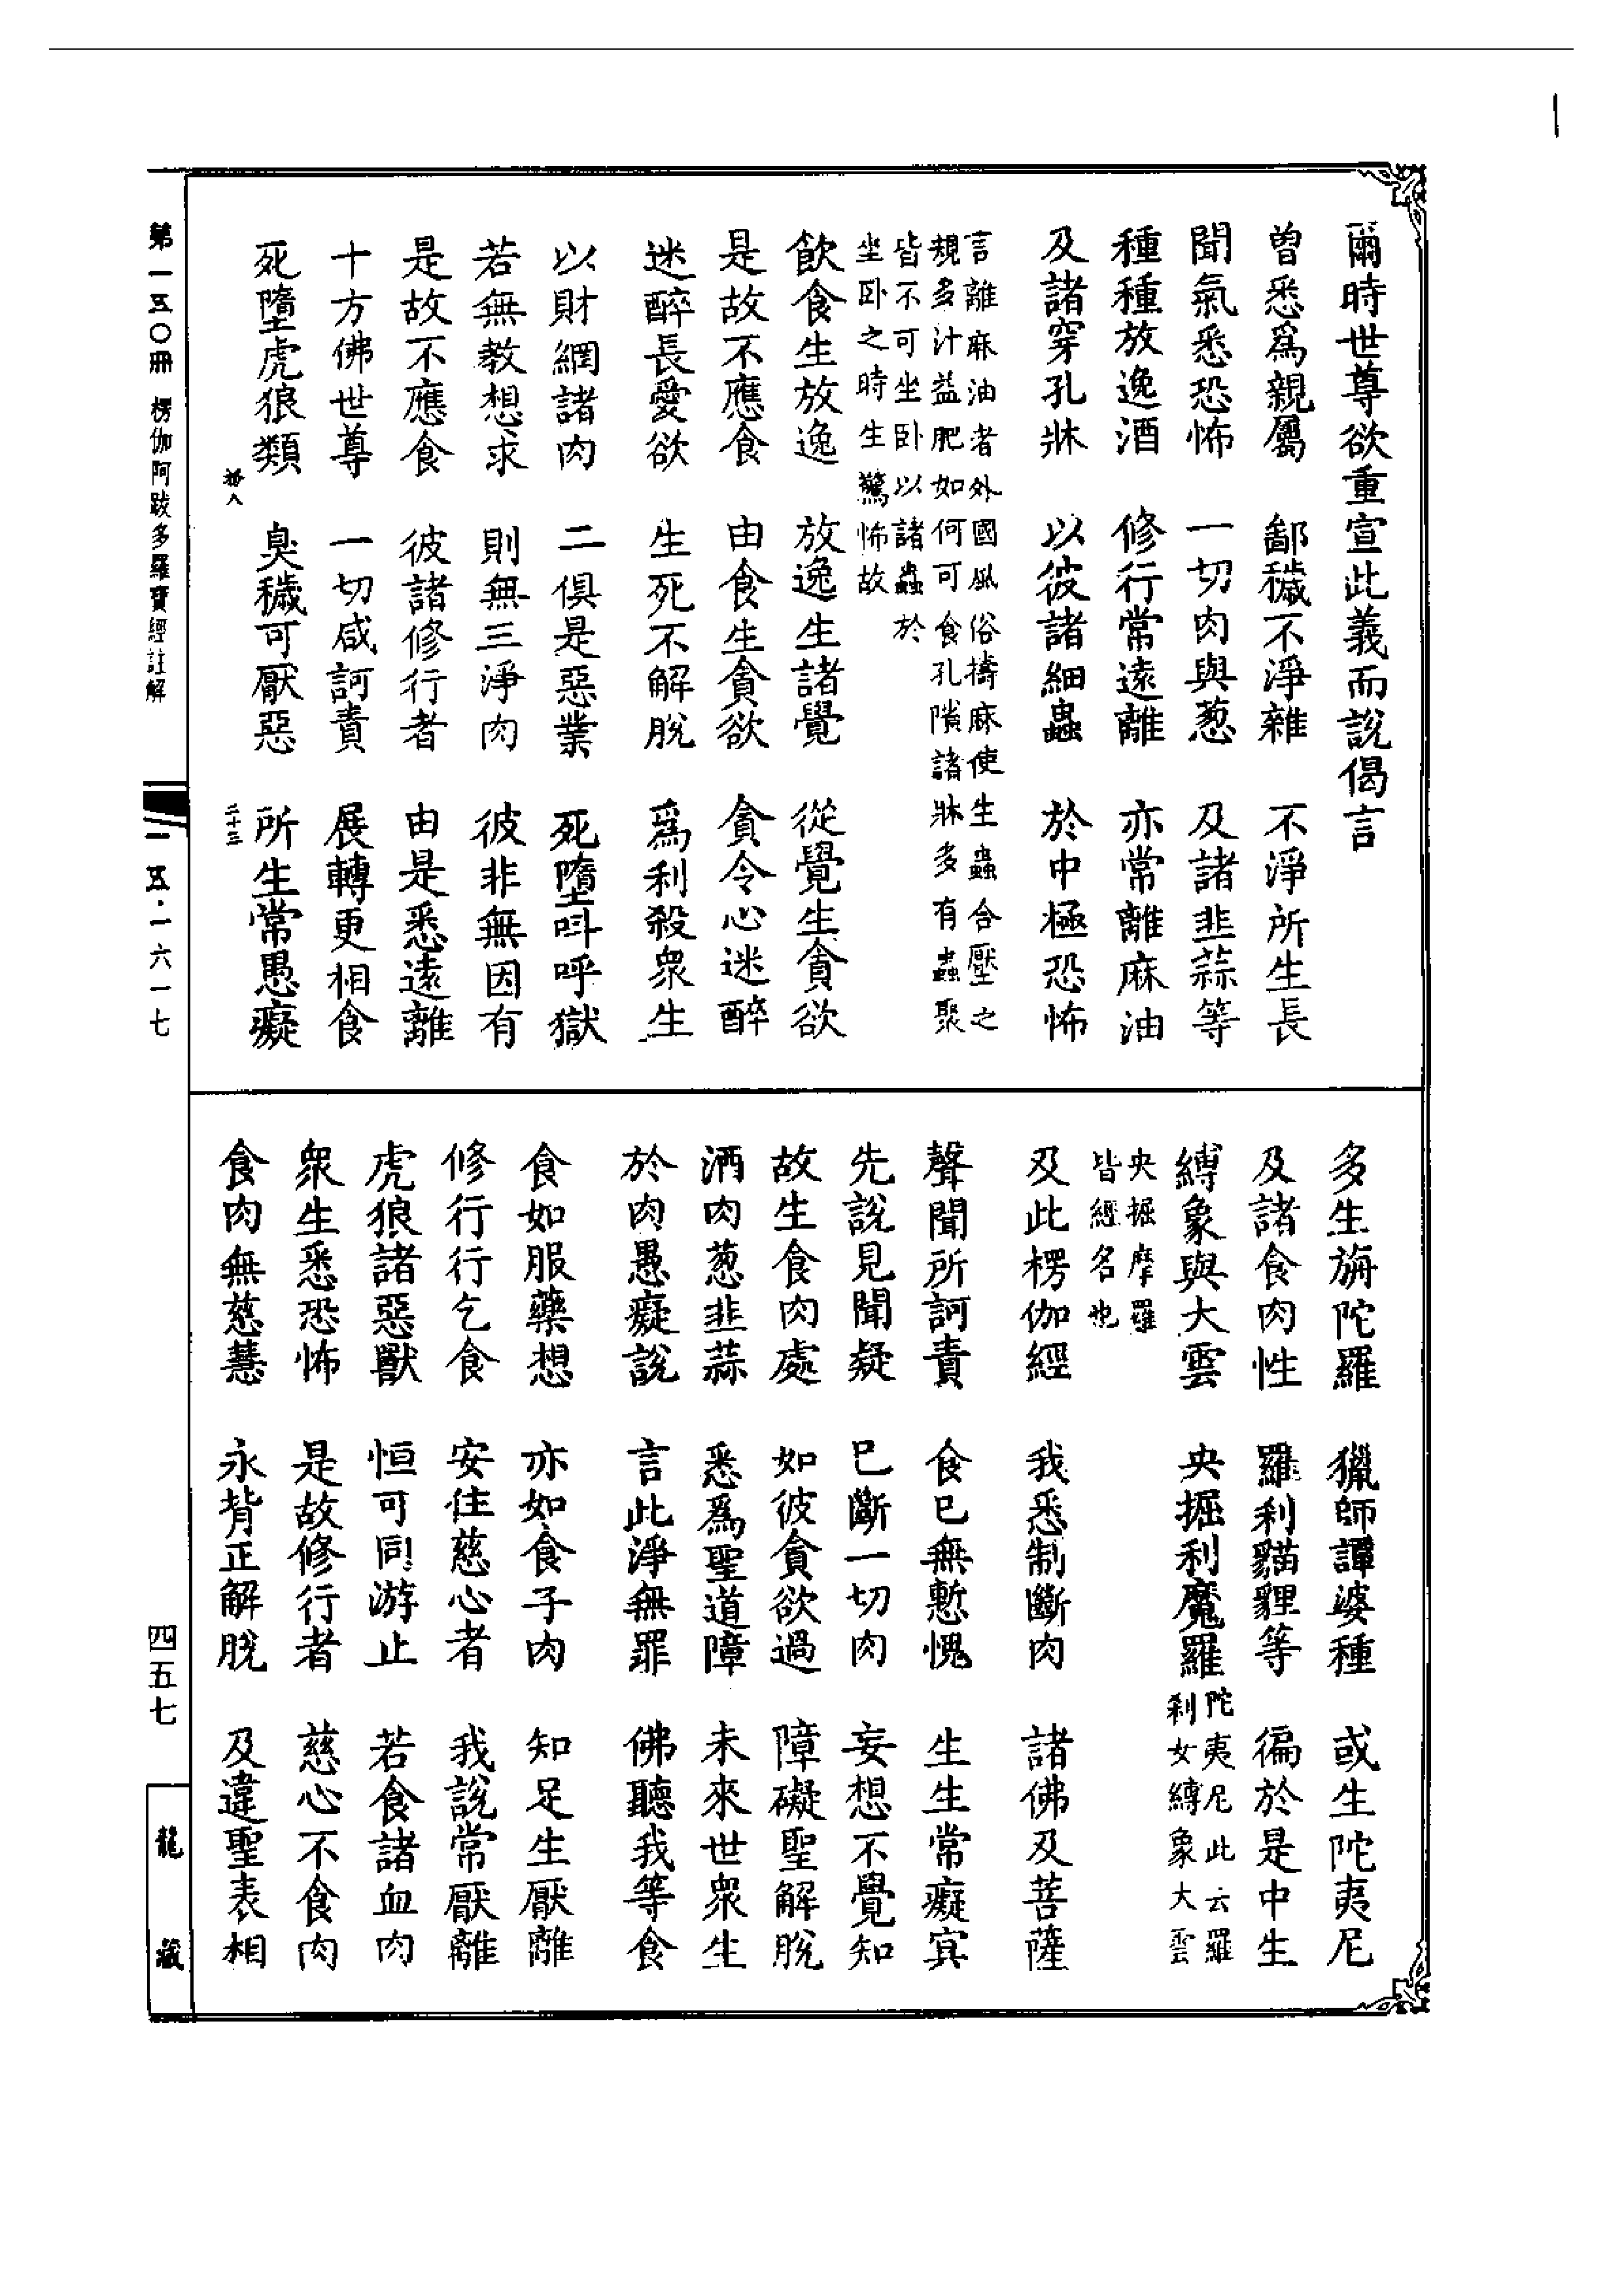 爾時世尊欲重宣此義而說偈言
曾悉爲親屬　鄙穢不淨雜　不淨所生長
聞氣悉恐怖　一切肉與葱　及諸韭蒜等
種種放逸酒　修行常遠離　亦常離麻油
及諸穿孔牀　以彼諸細蟲　於中極恐怖
言離麻油者外國風俗擣麻使生蟲合壓之
規多汁益肥如何可食孔隙諸牀多有蟲聚
皆不可坐卧以諸蟲於
坐卧之時生驚怖故
飲食生放逸　放逸生諸覺　從覺生貪欲
是故不應食　由食生貪欲　貪令心迷醉
迷醉長愛欲　生死不解脫　爲利殺衆生
以財網諸肉　二俱是惡業　死墮呌呼獄
若無教想求　則無三淨肉　彼非無因有
是故不應食　彼諸修行者　由是悉遠離
十方佛世尊　一切咸訶責　展轉更相食
死墮虎狼類　臭穢可厭惡　所生常愚癡
二十三
多生旃陀羅　獵師譚婆種　或生陀夷尼
及諸食肉性　羅刹貓貍等　徧於是中生
縛象與大雲　央掘利魔羅
陀夷尼此云羅
刹女縛象大雲
央掘摩羅
皆經名也
及此楞伽經　我悉制斷肉　諸佛及菩薩
聲聞所訶責　食已無慙愧　生生常癡冥
先說見聞疑　已斷一切肉　妄想不覺知
故生食肉處　如彼貪欲過　障礙聖解脫
酒肉葱韭蒜　悉爲聖道障　未來世衆生
於肉愚癡說　言此淨無罪　佛聽我等食
食如服藥想　亦如食子肉　知足生厭離
修行行乞食　安住慈心者　我說常厭離
虎狼諸惡獸　恒可同游止　若食諸血肉
衆生悉恐怖　是故修行者　慈心不食肉
食肉無慈慧　永背正解脫　及違聖表相
第一五〇冊　楞伽阿跋多羅寶經註解
一五·一六一七
四五七
龍藏